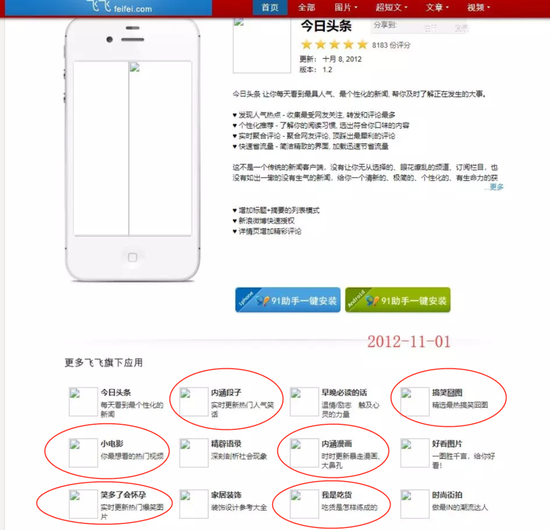 飞飞
feifei.com
首页 全部 图片 超短文 文章 视频
今日头条 分享到:
8183 份评分
更新: 十月 8, 2012
版本: 1.2
今日头条 让你每天看到最具人气、最个性化的新闻, 帮你及时了解正在发生的大事。
♥ 发现人气热点 - 收集最受网友关注, 转发和评论最多
♥ 个性化推荐 - 了解你的阅读习惯, 选出符合你口味的内容
♥ 实时聚合评论 - 聚合网友评论, 顶踩出最犀利的评论
♥ 快速省流量 - 简洁精致的界面, 加载迅速节省流量
这不是一个传统的新闻客户端, 没有让你无从选择的、眼花缭乱的频道、订阅栏目, 也
没有如出一辙的没有生气的新闻, 给你一个清新的、极简的、个性化的、有生命力的获
...更多
♥ 增加标题+摘要的列表模式
♥ 新浪微博快速授权
♥ 详情页增加精彩评论
Iphone 91助手一键安装 Android 91助手一键安装
2012-11-01
更多飞飞旗下应用
今日头条
每天看到最个性化的
新闻
内涵段子
实时更新热门人气笑
话
早晚必读的话
温情/励志 触及心
灵的力量
搞笑囧图
精选最热搞笑囧图
小电影
你最想看的热门视频
精辟语录
深刻剖析社会现象
内涵漫画
时时更新暴走漫画,
大鼻孔
好看图片
一图胜千言, 给你好
看!
笑多了会怀孕
实时更新热门爆笑图
片
家居装饰
装饰设计参考大全
我是吃货
吃货是怎样炼成的
时尚街拍
做最IN的潮流达人